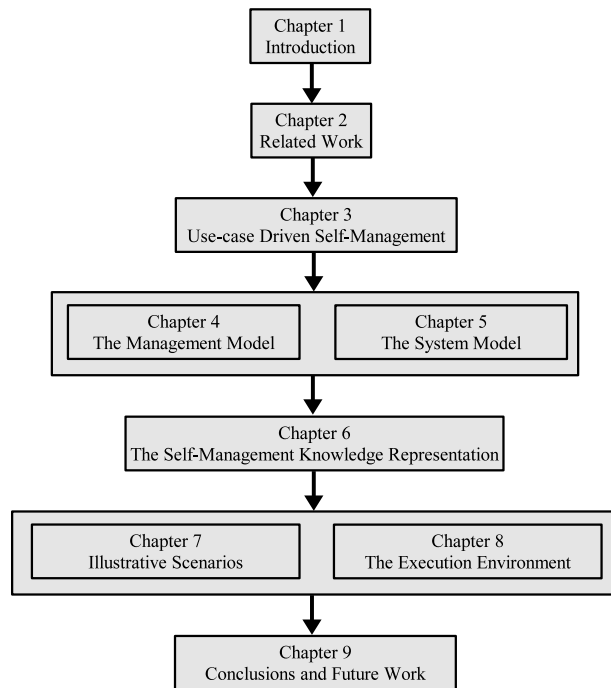 Chapter 1
Introduction
Chapter 2
Related Work
Chapter 3
Use-case Driven Self-Management
Chapter 4
The Management Model
Chapter 5
The System Model
Chapter 6
The Self-Management Knowledge Representation
Chapter 7
Illustrative Scenarios
Chapter 8
The Execution Environment
Chapter 9
Conclusions and Future Work